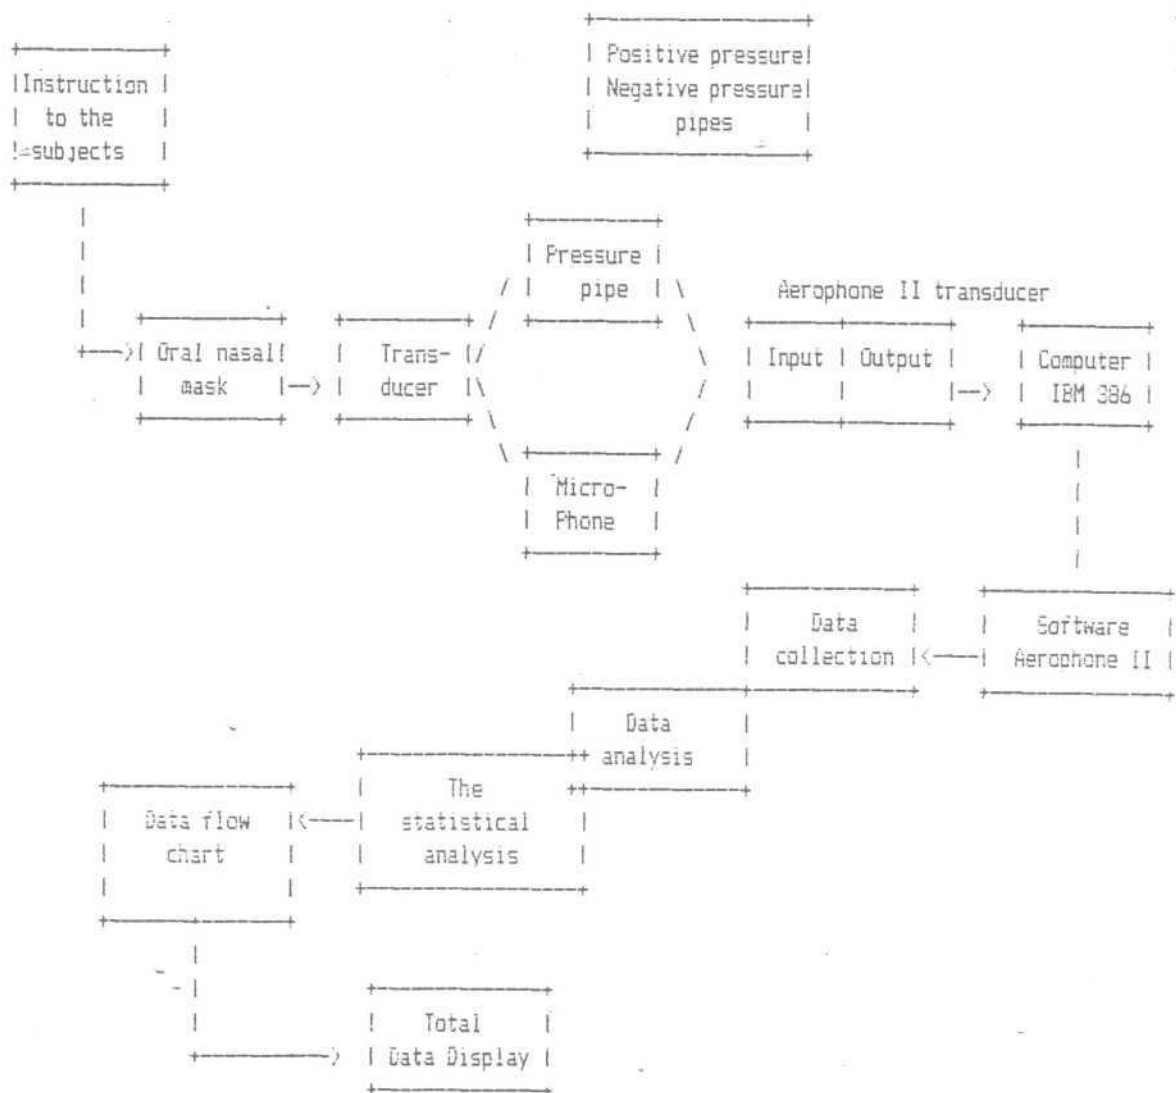 Positive pressure
Negative pressure
pipes
Instruction
to the
subjects
Pressure
pipe
Aerophone II transducer
Oral nasal
mask
Trans-
ducer
Input
Output
Computer
IBM 386
Micro-
Phone
Data
collection
Software
Aerophone II
Data
analysis
The
statistical
analysis
Data flow
chart
Total
Data Display